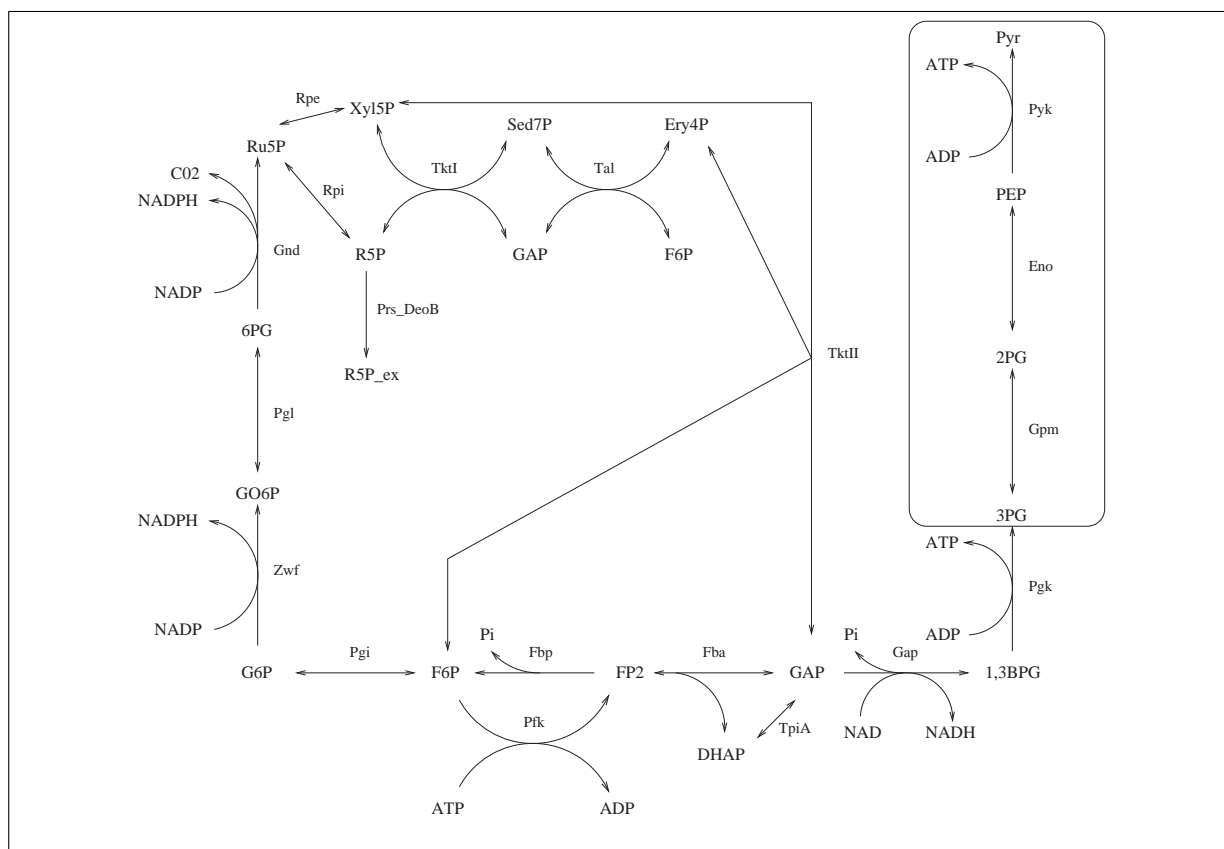 Pyr
ATP
Pyk
ADP
PEP
Eno
2PG
Gpm
3PG
Rpe
Xyl5P
Sed7P
Ery4P
Ru5P
C02
TktI
Tal
NADPH
Rpi
Gnd
R5P
GAP
F6P
NADP
Prs_DeoB
6PG
TktII
R5P_ex
Pgl
GO6P
NADPH
Zwf
NADP
ATP
Pgk
ADP
G6P
Pgi
F6P
Pi
Fbp
FP2
Fba
GAP
Pi
Gap
1,3BPG
Pfk
TpiA
DHAP
NAD
NADH
ATP
ADP